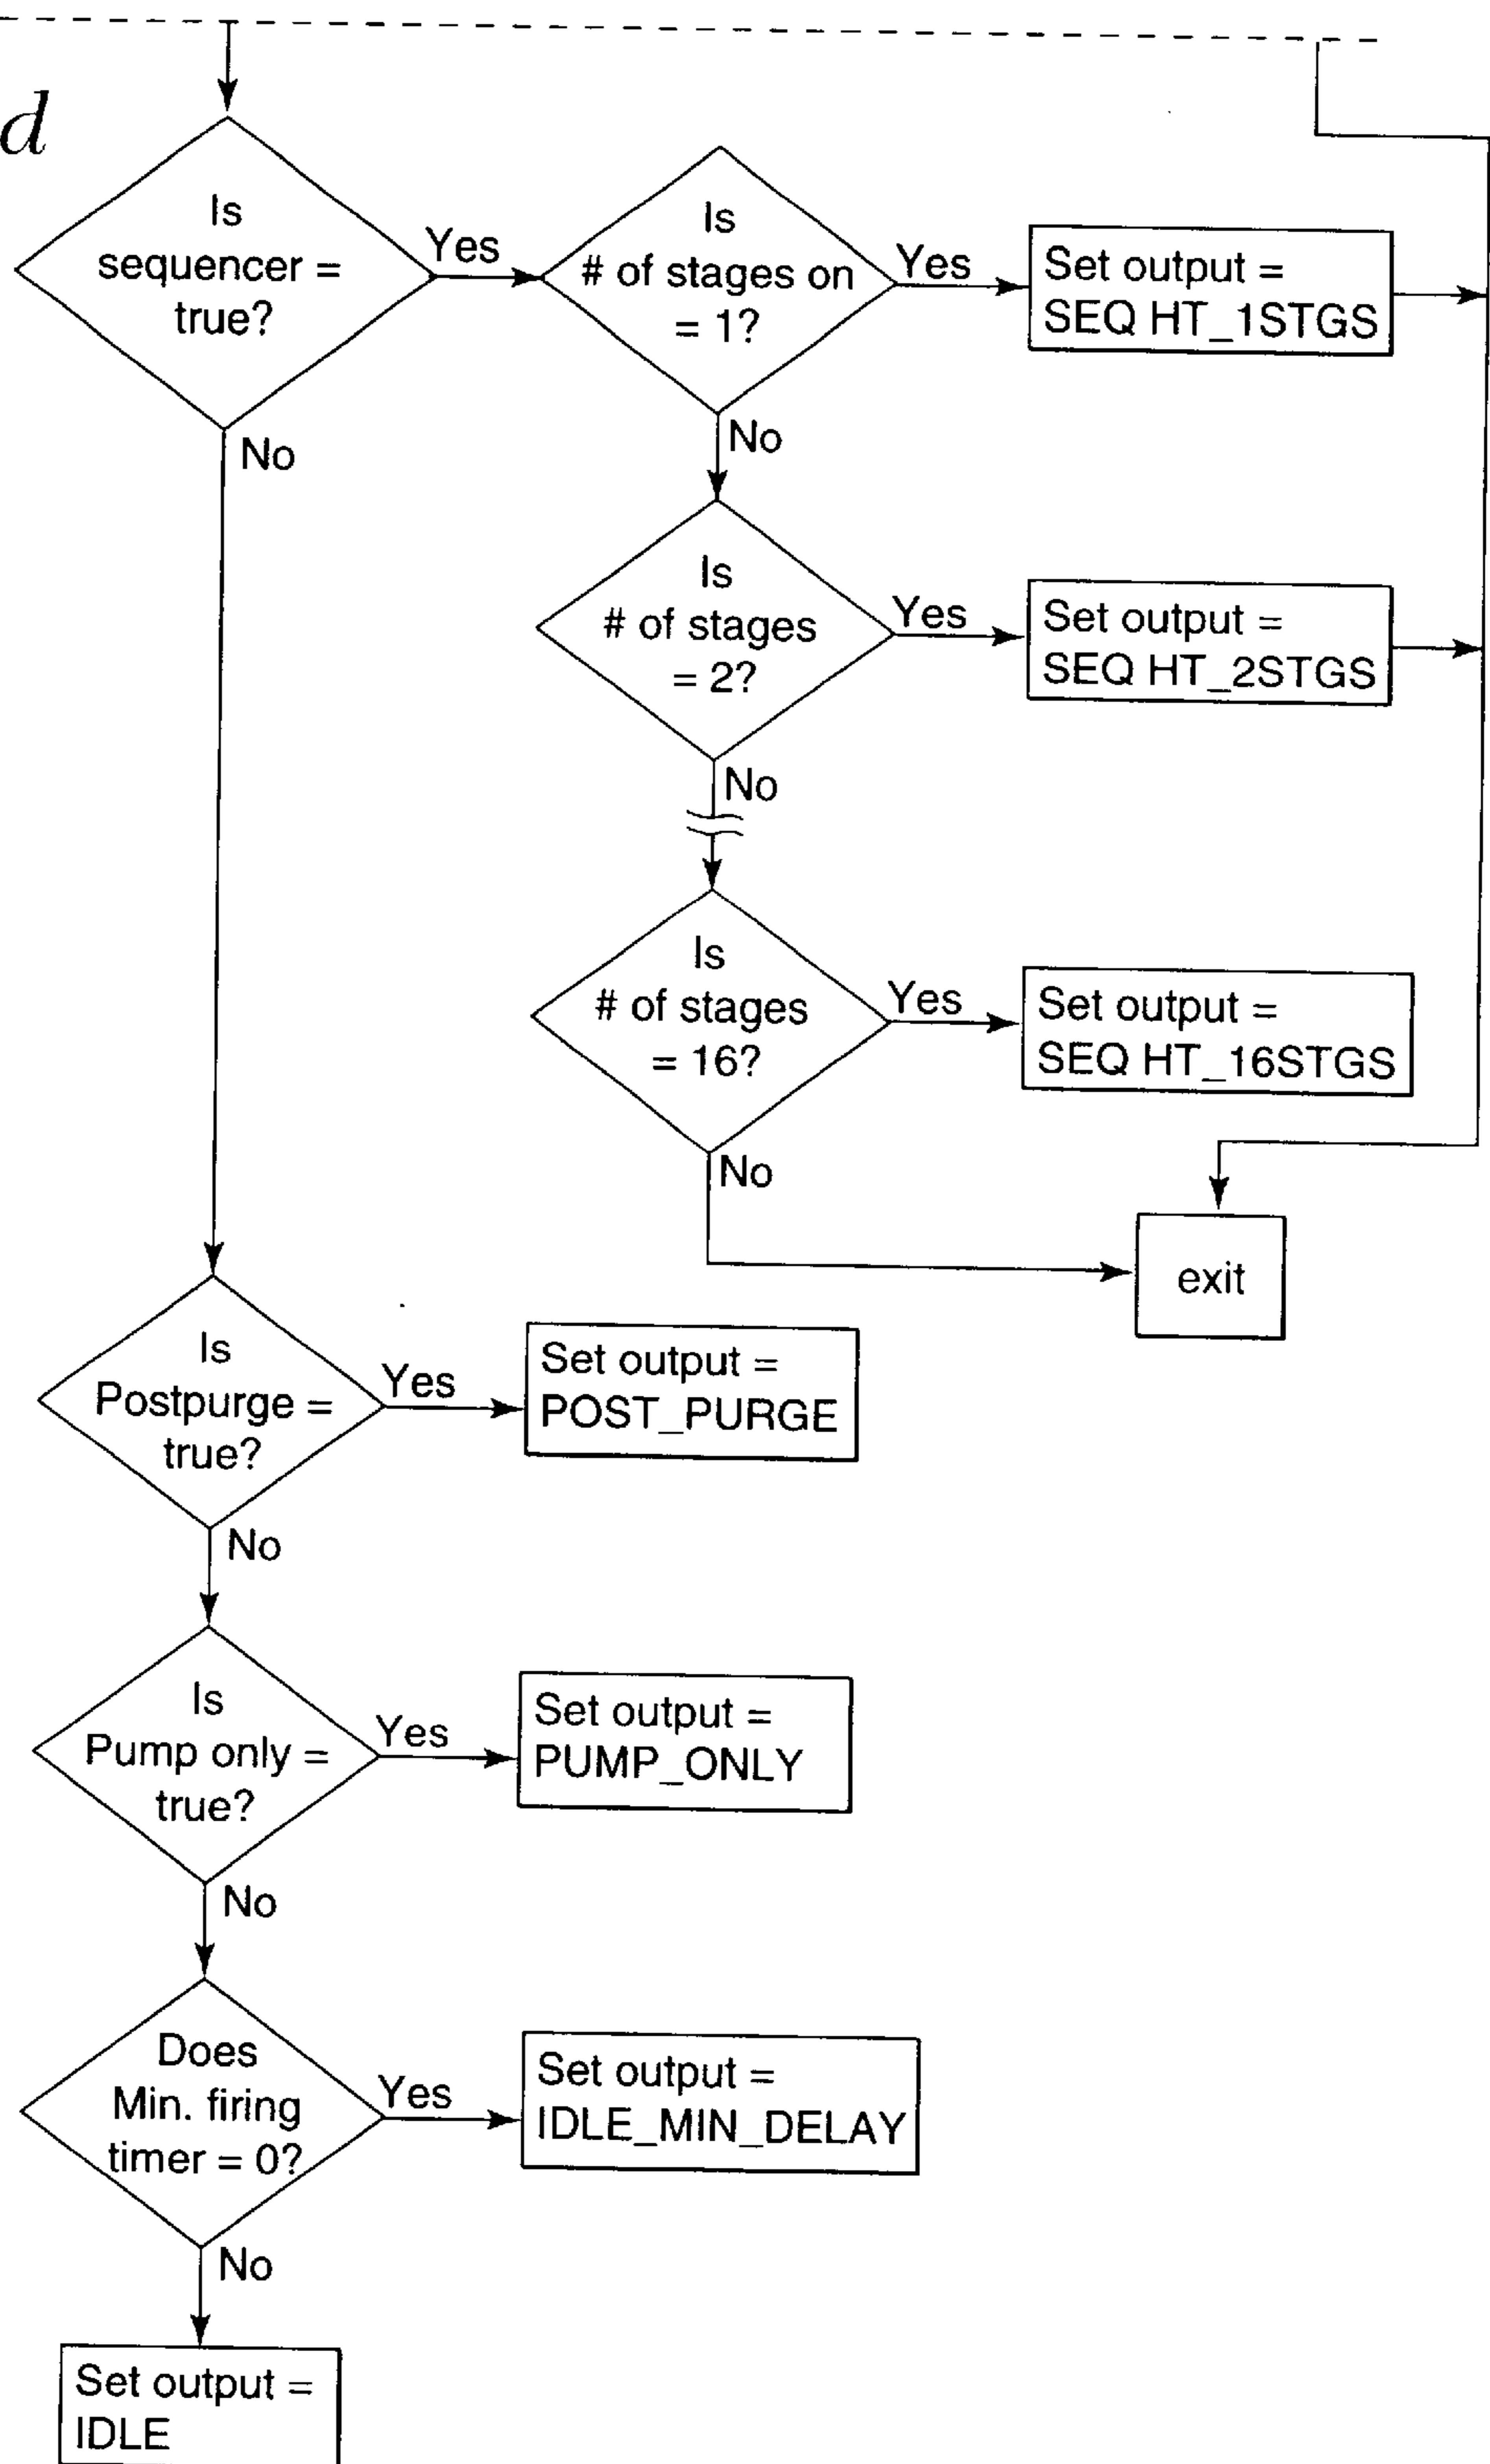 d
Is
sequencer =
true?
Yes
No
Is
# of stages on
= 1?
Yes
No
Set output =
SEQ HT_1STGS
Is
# of stages
= 2?
Yes
No
Set output =
SEQ HT_2STGS
Is
# of stages
= 16?
Yes
No
Set output =
SEQ HT_16STGS
exit
Is
Postpurge =
true?
Yes
No
Set output =
POST_PURGE
Is
Pump only =
true?
Yes
No
Set output =
PUMP_ONLY
Does
Min. firing
timer = 0?
Yes
No
Set output =
IDLE_MIN_DELAY
Set output =
IDLE